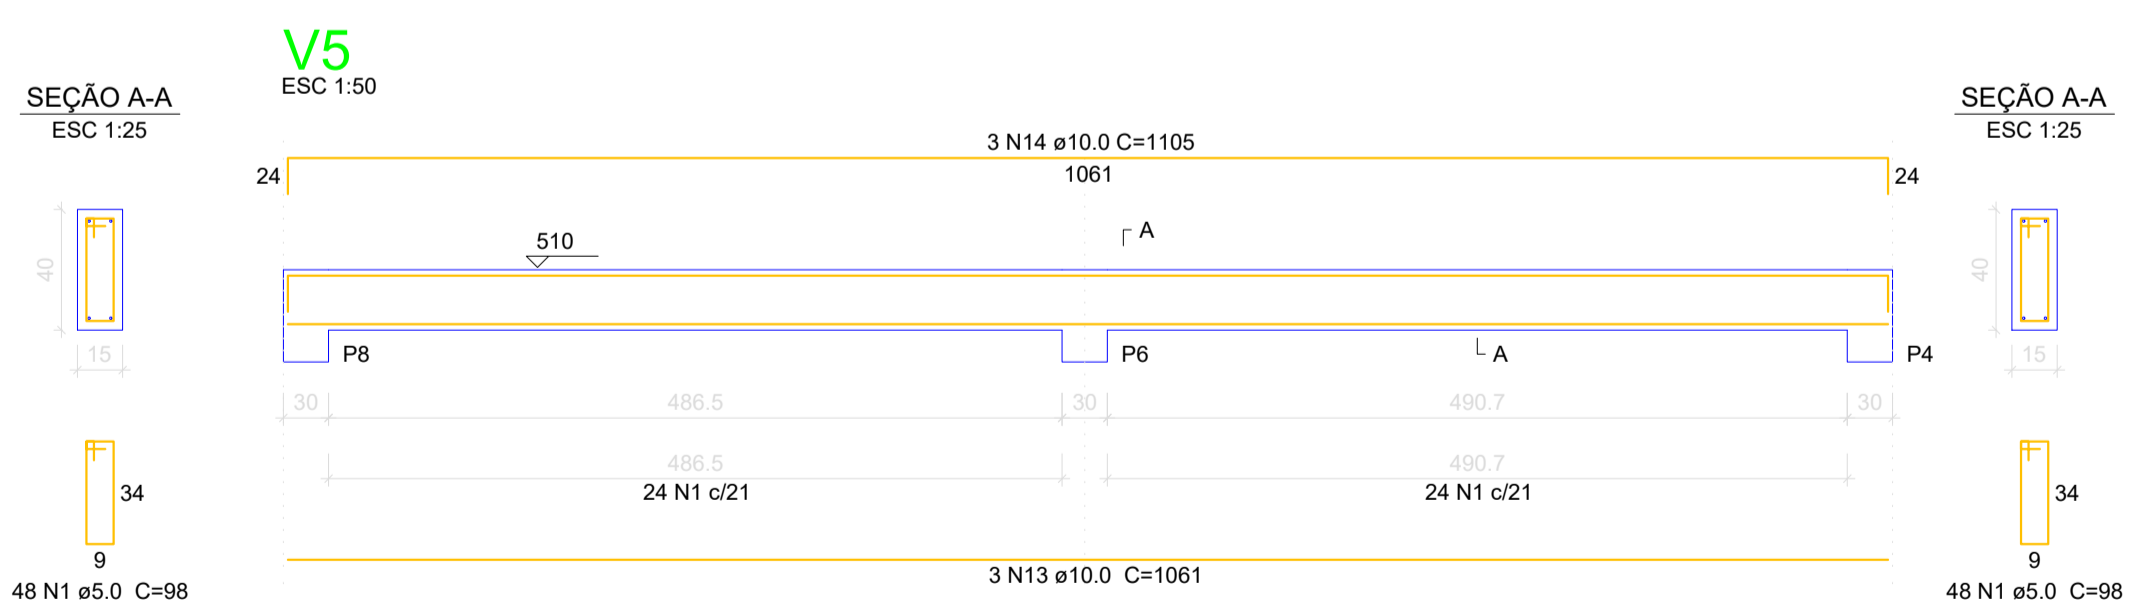 V5
ESC 1:50
SEÇÃO A-A
ESC 1:25
40
15
34
9
48 N1 ø5.0 C=98
3 N14 ø10.0 C=1105
24
1061
24
A
510
P8
P6
A
P4
30
486.5
30
490.7
30
486.5
490.7
24 N1 c/21
24 N1 c/21
3 N13 ø10.0 C=1061
SEÇÃO A-A
ESC 1:25
40
15
34
9
48 N1 ø5.0 C=98